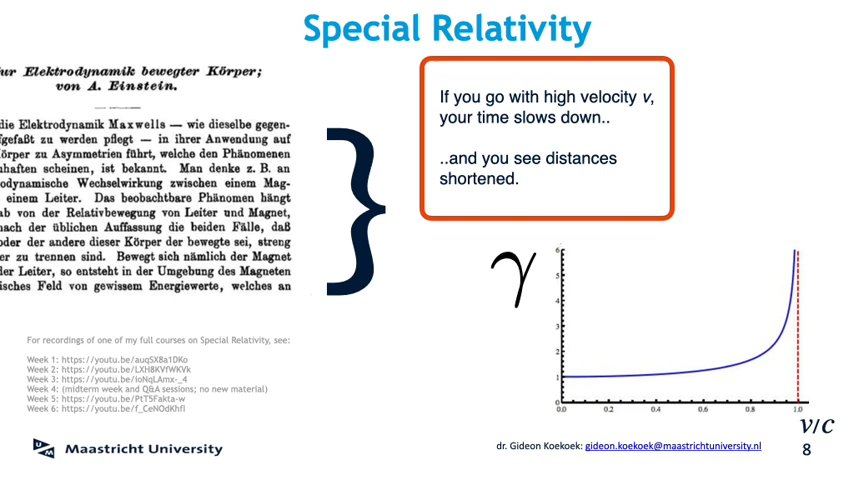 Special Relativity
ur Elektrodynamik bewegter Körper;
von A. Einstein.
die Elektrodynamik Maxwells — wie dieselbe gegen-
fgefaßt zu werden pflegt — in ihrer Anwendung auf
örper zu Asymmetrien führt, welche den Phänomenen
haften scheinen, ist bekannt. Man denke z. B. an
odynamische Wechselwirkung zwischen einem Mag-
einem Leiter. Das beobachtbare Phänomen hängt
ab von der Relativbewegung von Leiter und Magnet,
nach der üblichen Auffassung die beiden Fälle, daß
oder der andere dieser Körper der bewegte sei, streng
er zu trennen sind. Bewegt sich nämlich der Magnet
der Leiter, so entsteht in der Umgebung des Magneten
isches Feld von gewissem Energiewerte, welches an
}
If you go with high velocity v,
your time slows down..
..and you see distances
shortened.
γ
6
5
4
3
2
1
0
0.0 0.2 0.4 0.6 0.8 1.0
v/c
For recordings of one of my full courses on Special Relativity, see:
Week 1: https://youtu.be/auqSX8a1DKo
Week 2: https://youtu.be/LXH8KVfWKVk
Week 3: https://youtu.be/ioNqLAmx-_4
Week 4: (midterm week and Q&A sessions; no new material)
Week 5: https://youtu.be/PtT5Fakta-w
Week 6: https://youtu.be/f_CeNOdKhfI
Maastricht University
dr. Gideon Koekoek: gideon.koekoek@maastrichtuniversity.nl
8